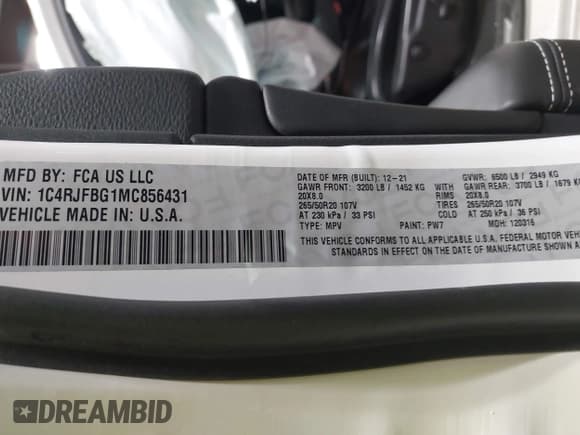 MFD BY: FCA US LLC
VIN: 1C4RJFBG1MC856431
VEHICLE MADE IN: U.S.A.
DATE OF MFR (BUILT): 12-21 GVWR: 6500 LB / 2949 KG
GAWR FRONT: 3200 LB / 1452 KG WITH GAWR REAR: 3700 LB / 1679 KG
20X8.0 RIMS 20X8.0
265/50R20 107V TIRES 265/50R20 107V
AT 230 kPa / 33 PSI COLD AT 250 kPa / 36 PSI
TYPE: MPV PAINT: PW7 MDH: 120316
THIS VEHICLE CONFORMS TO ALL APPLICABLE U.S.A. FEDERAL MOTOR
STANDARDS IN EFFECT ON THE DATE OF MANUFACTURE SHOWN
DREAMBID